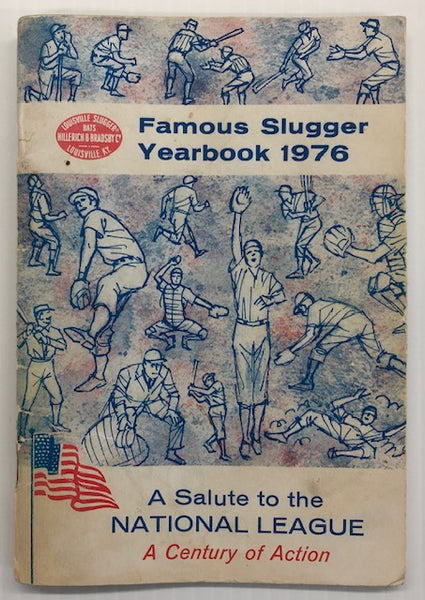 LOUISVILLE SLUGGER
BATS
HILLERICH & BRADSBY Co
LOUISVILLE KY.
Famous Slugger
Yearbook 1976
A Salute to the
NATIONAL LEAGUE
A Century of Action